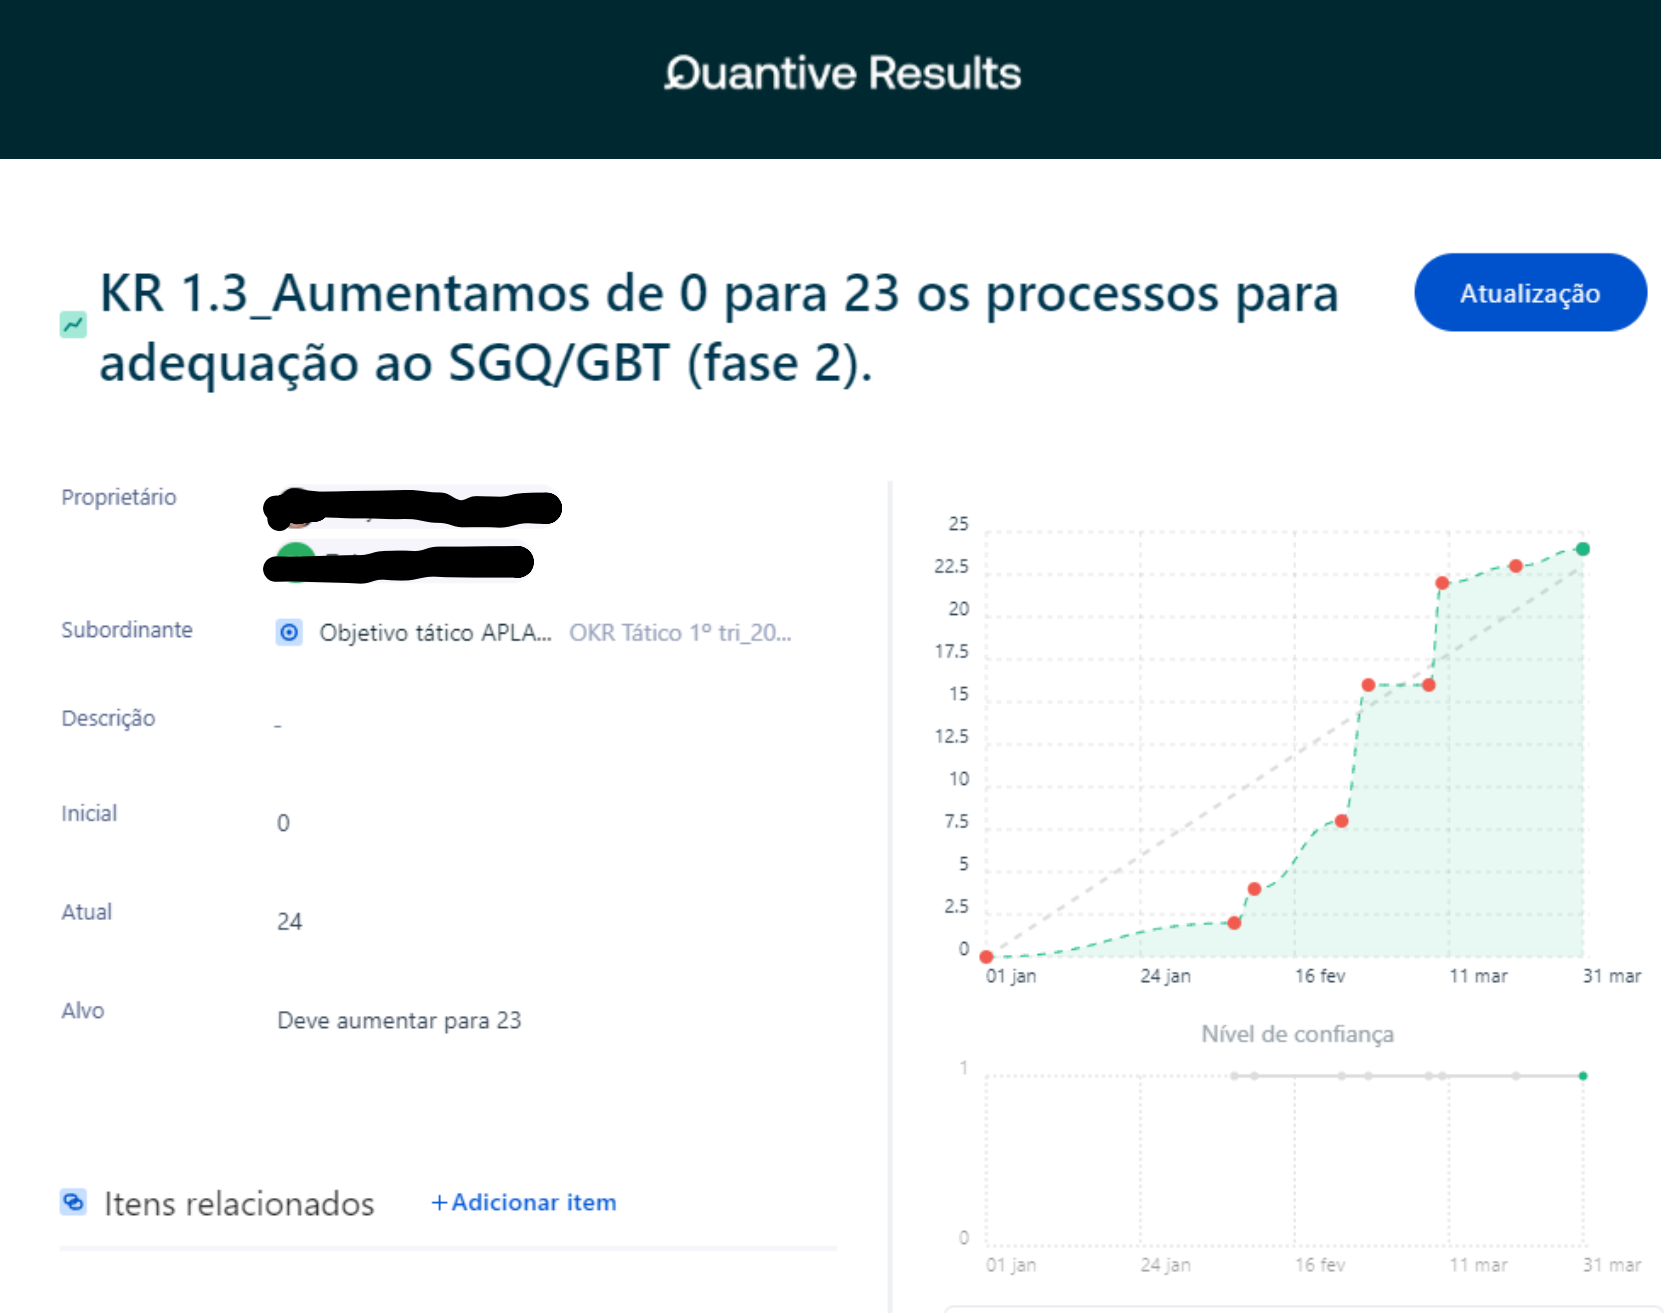 Quantive Results
KR 1.3_Aumentamos de 0 para 23 os processos para
adequação ao SGQ/GBT (fase 2).
Atualização
Proprietário
Subordinante
Objetivo tático APLA... OKR Tático 1º tri_20...
Descrição
-
Inicial
0
Atual
24
Alvo
Deve aumentar para 23
Itens relacionados
+Adicionar item
25
22.5
20
17.5
15
12.5
10
7.5
5
2.5
0
01 jan 24 jan 16 fev 11 mar 31 mar
Nível de confiança
1
0
01 jan 24 jan 16 fev 11 mar 31 mar